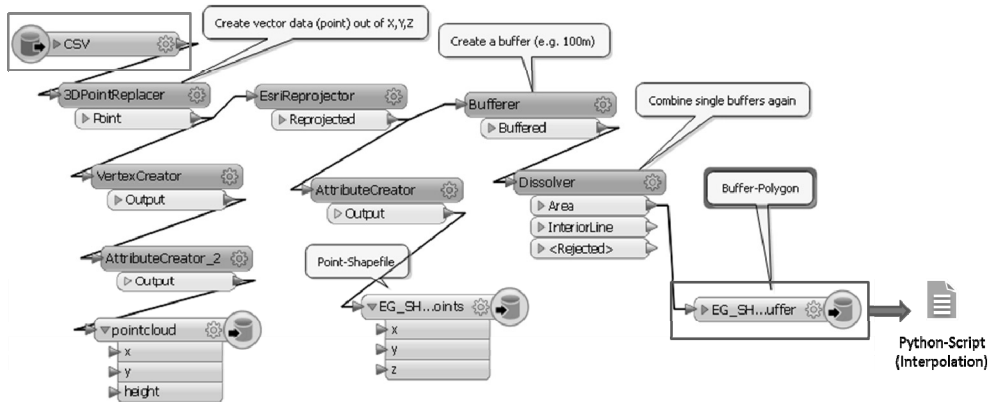 Create vector data (point) out of X,Y,Z
CSV
Create a buffer (e.g. 100m)
3DPointReplacer
Point
EsriReprojector
Reprojected
Bufferer
Buffered
Combine single buffers again
VertexCreator
Output
AttributeCreator
Output
Dissolver
Area
InteriorLine
<Rejected>
Buffer-Polygon
AttributeCreator_2
Output
Point-Shapefile
pointcloud
x
y
height
EG_SH...oints
x
y
z
EG_SH...uffer
Python-Script
(Interpolation)